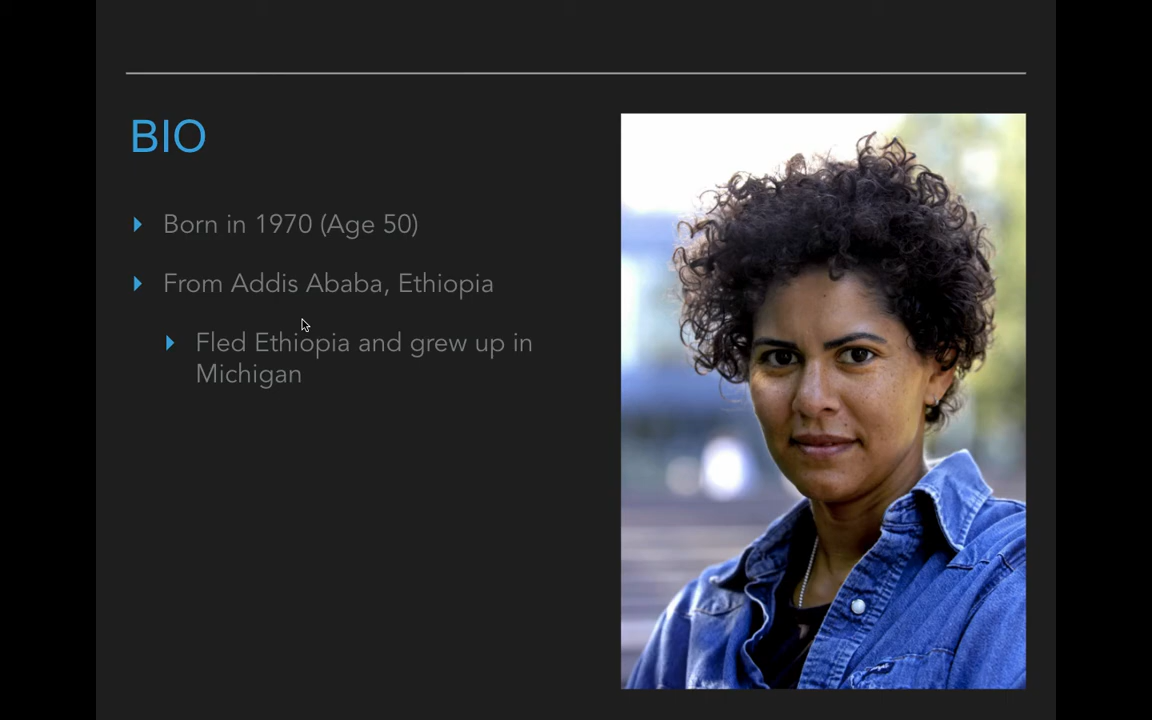 BIO
Born in 1970 (Age 50)
From Addis Ababa, Ethiopia
Fled Ethiopia and grew up in
Michigan